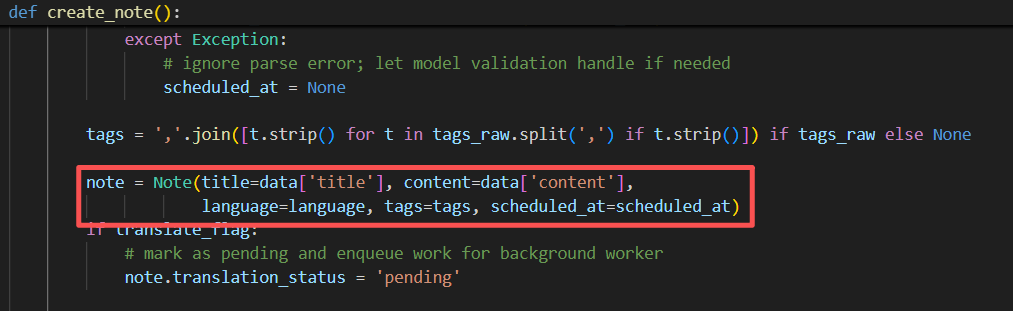 def create_note():
except Exception:
# ignore parse error; let model validation handle if needed
scheduled_at = None
tags = ','.join([t.strip() for t in tags_raw.split(',') if t.strip()]) if tags_raw else None
note = Note(title=data['title'], content=data['content'],
language=language, tags=tags, scheduled_at=scheduled_at)
if translate_flag:
# mark as pending and enqueue work for background worker
note.translation_status = 'pending'